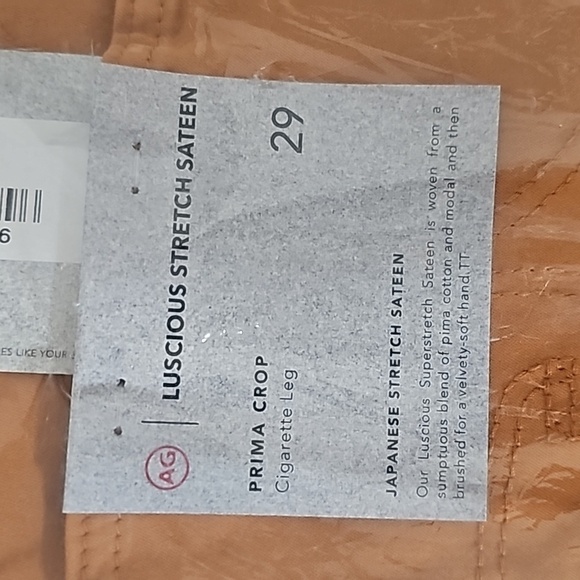 AG | LUSCIOUS STRETCH SATEEN
PRIMA CROP
29
Cigarette Leg
JAPANESE STRETCH SATEEN
Our Luscious Superstretch Sateen is woven from a
sumptuous blend of pima cotton and modal and then
brushed for a velvety-soft hand.TT
6
ES LIKE YOUR